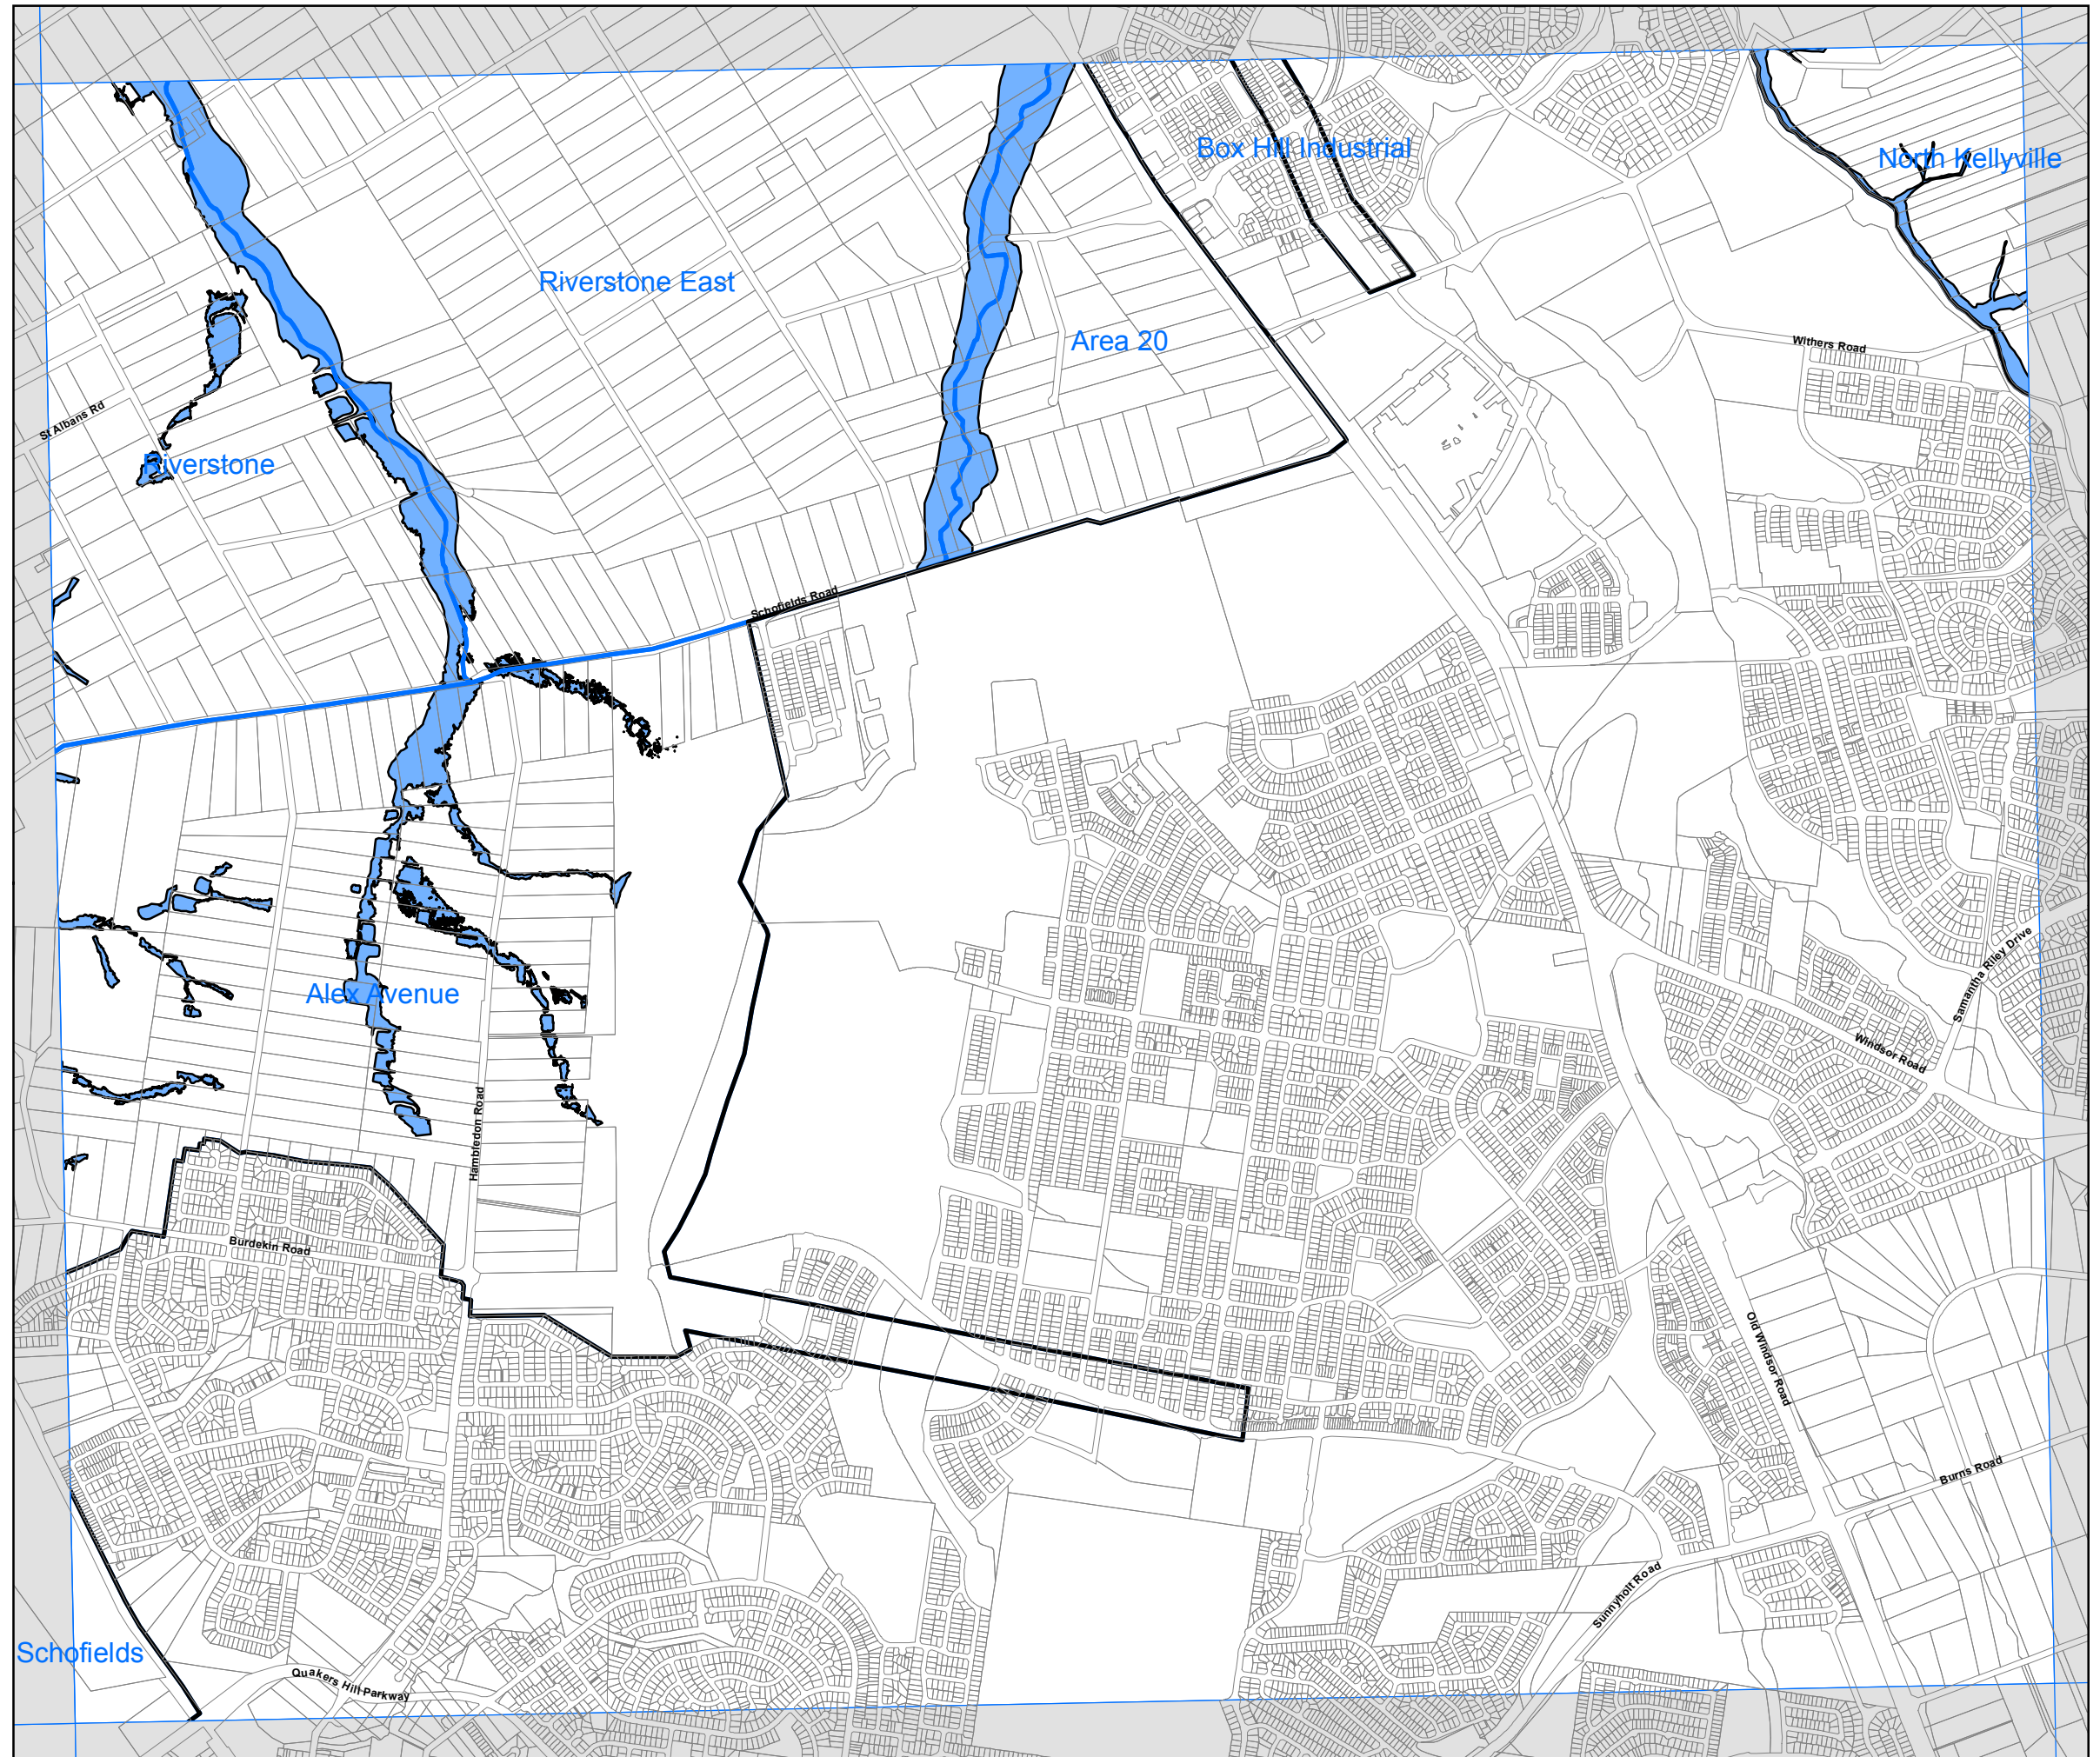 Box Hill Industrial
North Kellyville
Riverstone East
Area 20
Withers Road
St Albans Rd
Riverstone
Schofields Road
Samantha Riley Drive
Alex Avenue
Windsor Road
Hambledon Road
Burdekin Road
Old Windsor Road
Burns Road
Sunnyholt Road
Schofields
Quakers Hill Parkway